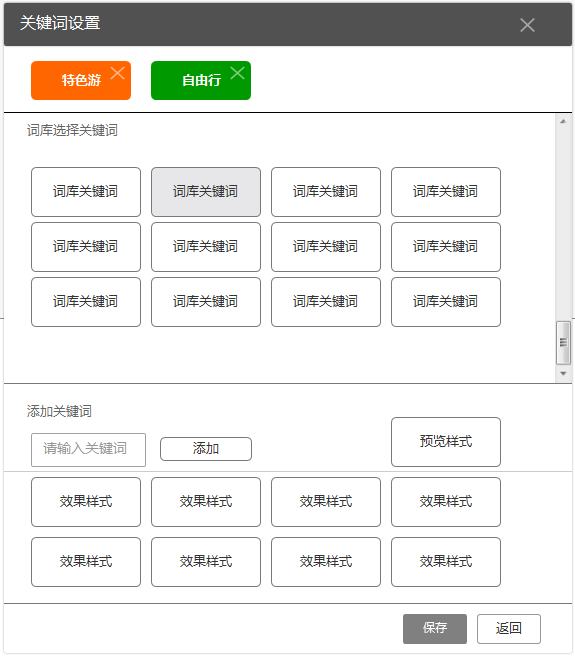 关键词设置
特色游 自由行
词库选择关键词
词库关键词 词库关键词 词库关键词 词库关键词
词库关键词 词库关键词 词库关键词 词库关键词
词库关键词 词库关键词 词库关键词 词库关键词
添加关键词
请输入关键词 添加 预览样式
效果样式 效果样式 效果样式 效果样式
效果样式 效果样式 效果样式 效果样式
保存 返回